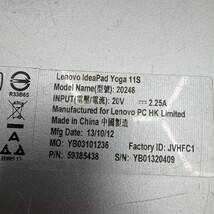 R33B65
Lenovo IdeaPad Yoga 11S
Model Name(型號): 20246
INPUT(電壓/電流): 20V ⎓ 2.25A
Manufactured for Lenovo PC HK Limited
Made in China 中國製造
Mfg Date 13/10/12
MO: YB03101236 Factory ID: JVHFC1
P/N: 59385438 S/N: YB01320409